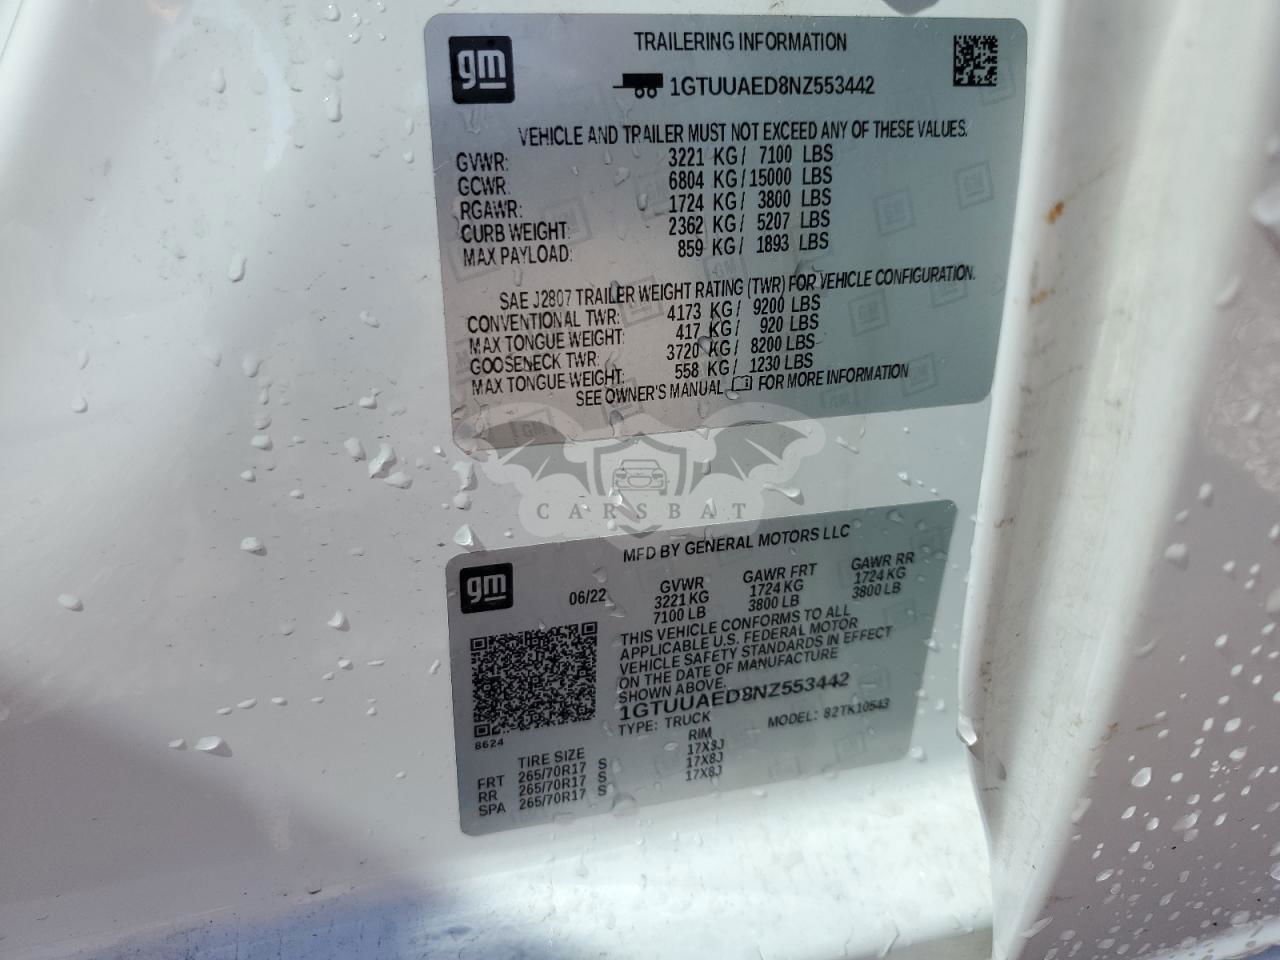 gm
TRAILERING INFORMATION
1GTUUAED8NZ553442
VEHICLE AND TRAILER MUST NOT EXCEED ANY OF THESE VALUES.
GVWR: 3221 KG/ 7100 LBS
GCWR: 6804 KG/15000 LBS
RGAWR: 1724 KG/ 3800 LBS
CURB WEIGHT: 2362 KG/ 5207 LBS
MAX PAYLOAD: 859 KG/ 1893 LBS
SAE J2807 TRAILER WEIGHT RATING (TWR) FOR VEHICLE CONFIGURATION.
CONVENTIONAL TWR: 4173 KG/ 9200 LBS
MAX TONGUE WEIGHT: 417 KG/ 920 LBS
GOOSENECK TWR: 3720 KG/ 8200 LBS
MAX TONGUE WEIGHT: 558 KG/ 1230 LBS
SEE OWNER'S MANUAL FOR MORE INFORMATION
CARSBAT
MFD BY GENERAL MOTORS LLC
gm
06/22
GVWR GAWR FRT GAWR RR
3221 KG 1724 KG 1724 KG
7100 LB 3800 LB 3800 LB
THIS VEHICLE CONFORMS TO ALL
APPLICABLE U.S. FEDERAL MOTOR
VEHICLE SAFETY STANDARDS IN EFFECT
ON THE DATE OF MANUFACTURE
SHOWN ABOVE.
1GTUUAED8NZ553442
TYPE: TRUCK MODEL: 82TK10543
8624
TIRE SIZE RIM
FRT 265/70R17 S 17X8J
RR 265/70R17 S 17X8J
SPA 265/70R17 S 17X8J